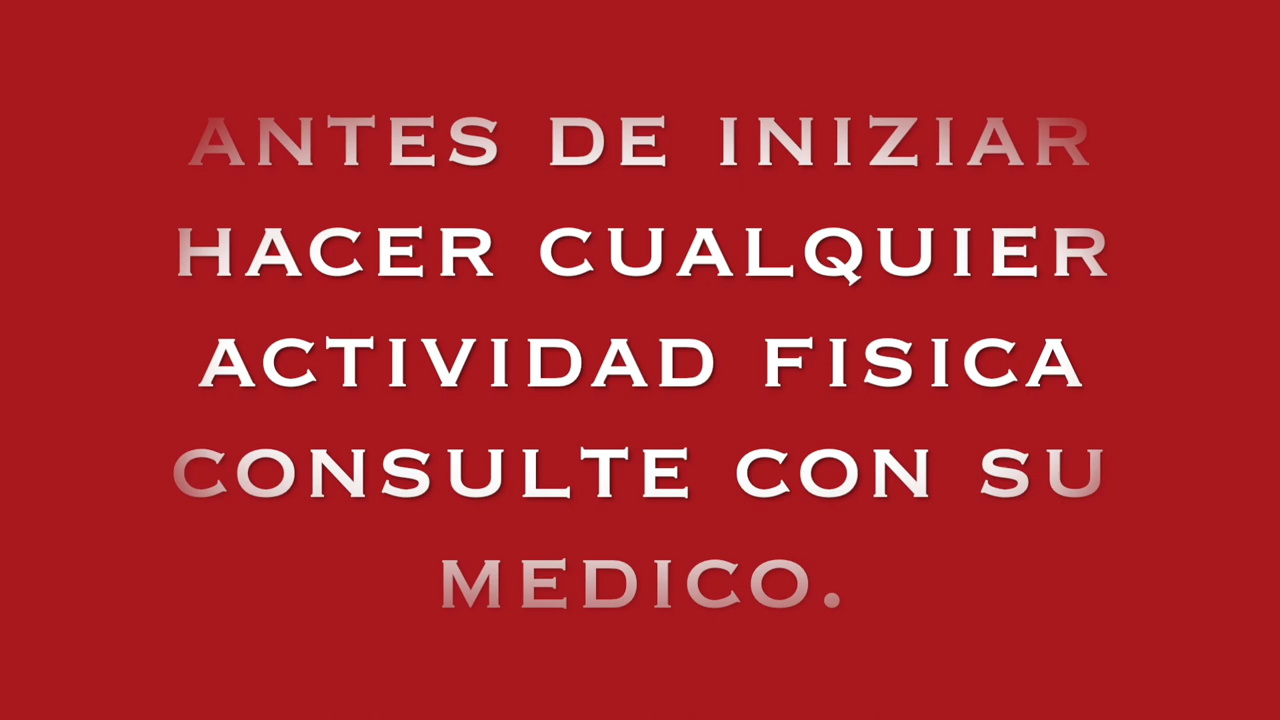 ANTES DE INIZIAR
HACER CUALQUIER
ACTIVIDAD FISICA
CONSULTE CON SU
MEDICO.